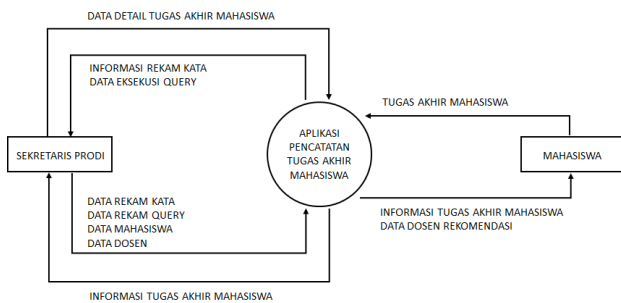 DATA DETAIL TUGAS AKHIR MAHASISWA
INFORMASI REKAM KATA
DATA EKSEKUSI QUERY
TUGAS AKHIR MAHASISWA
APLIKASI
PENCATATAN
TUGAS AKHIR
MAHASISWA
SEKRETARIS PRODI
MAHASISWA
DATA REKAM KATA
DATA REKAM QUERY
DATA MAHASISWA
DATA DOSEN
INFORMASI TUGAS AKHIR MAHASISWA
DATA DOSEN REKOMENDASI
INFORMASI TUGAS AKHIR MAHASISWA